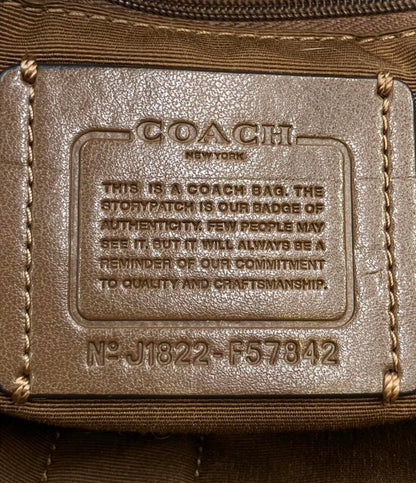 COACH
NEW YORK
THIS IS A COACH BAG. THE
STORYPATCH IS OUR BADGE OF
AUTHENTICITY. FEW PEOPLE MAY
SEE IT. BUT IT WILL ALWAYS BE A
REMINDER OF OUR COMMITMENT
TO QUALITY AND CRAFTSMANSHIP.
Nº J1822-F57842